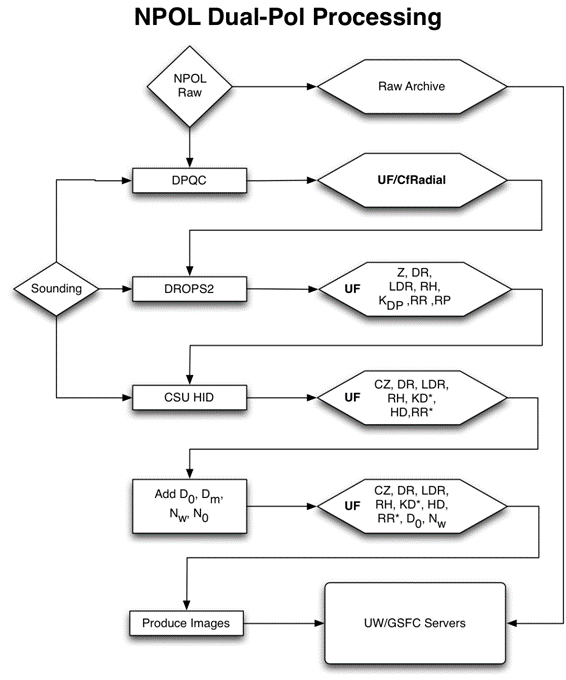 NPOL Dual-Pol Processing
NPOL
Raw
Raw Archive
DPQC
UF/CfRadial
Sounding
DROPS2
UF
Z, DR,
LDR, RH,
KDP ,RR ,RP
CSU HID
UF
CZ, DR, LDR,
RH, KD*,
HD,RR*
Add D0, Dm,
Nw, N0
UF
CZ, DR, LDR,
RH, KD*, HD,
RR*, D0, Nw
Produce Images
UW/GSFC Servers